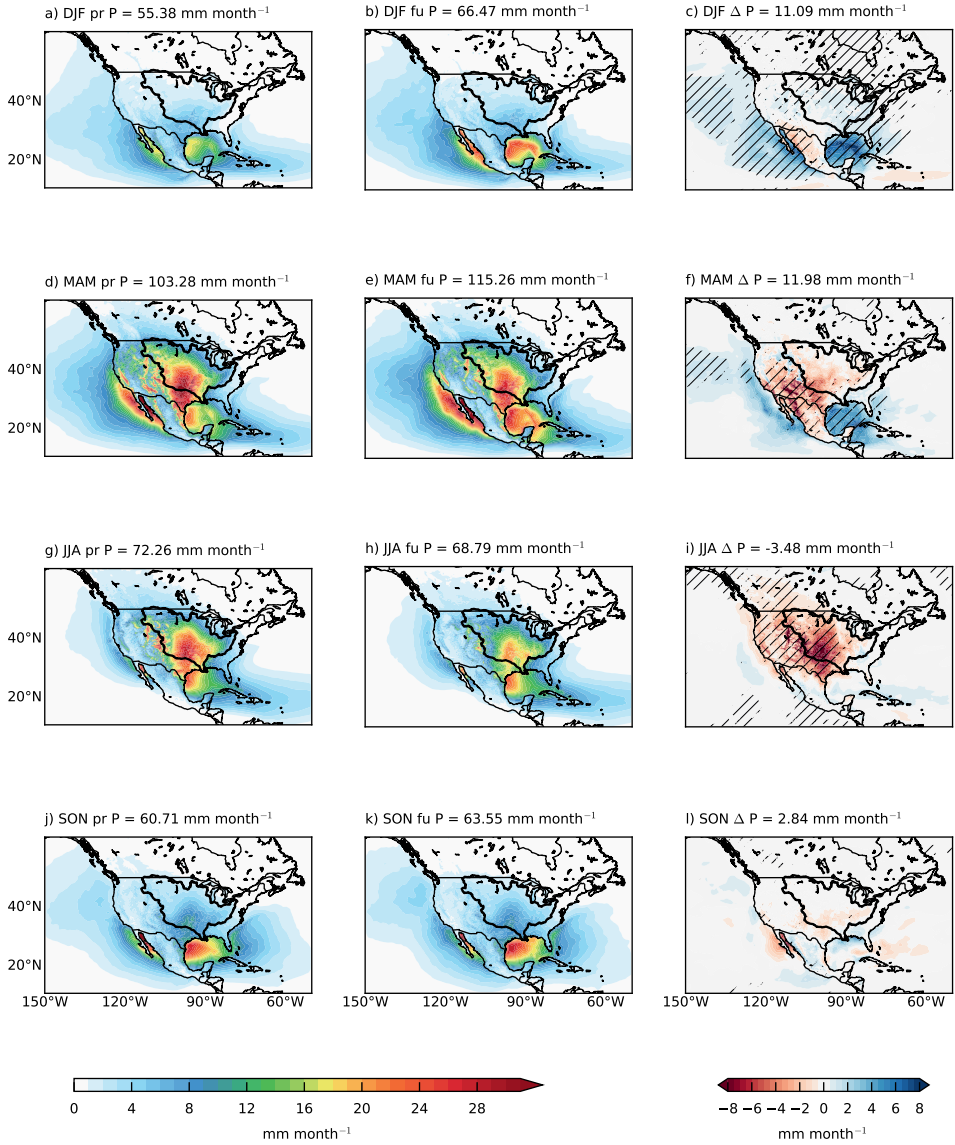 a) DJF pr P = 55.38 mm month⁻¹
b) DJF fu P = 66.47 mm month⁻¹
c) DJF Δ P = 11.09 mm month⁻¹
40°N
20°N
d) MAM pr P = 103.28 mm month⁻¹
e) MAM fu P = 115.26 mm month⁻¹
f) MAM Δ P = 11.98 mm month⁻¹
40°N
20°N
g) JJA pr P = 72.26 mm month⁻¹
h) JJA fu P = 68.79 mm month⁻¹
i) JJA Δ P = -3.48 mm month⁻¹
40°N
20°N
j) SON pr P = 60.71 mm month⁻¹
k) SON fu P = 63.55 mm month⁻¹
l) SON Δ P = 2.84 mm month⁻¹
40°N
20°N
150°W 120°W 90°W 60°W
150°W 120°W 90°W 60°W
150°W 120°W 90°W 60°W
0 4 8 12 16 20 24 28
mm month⁻¹
−8 −6 −4 −2 0 2 4 6 8
mm month⁻¹